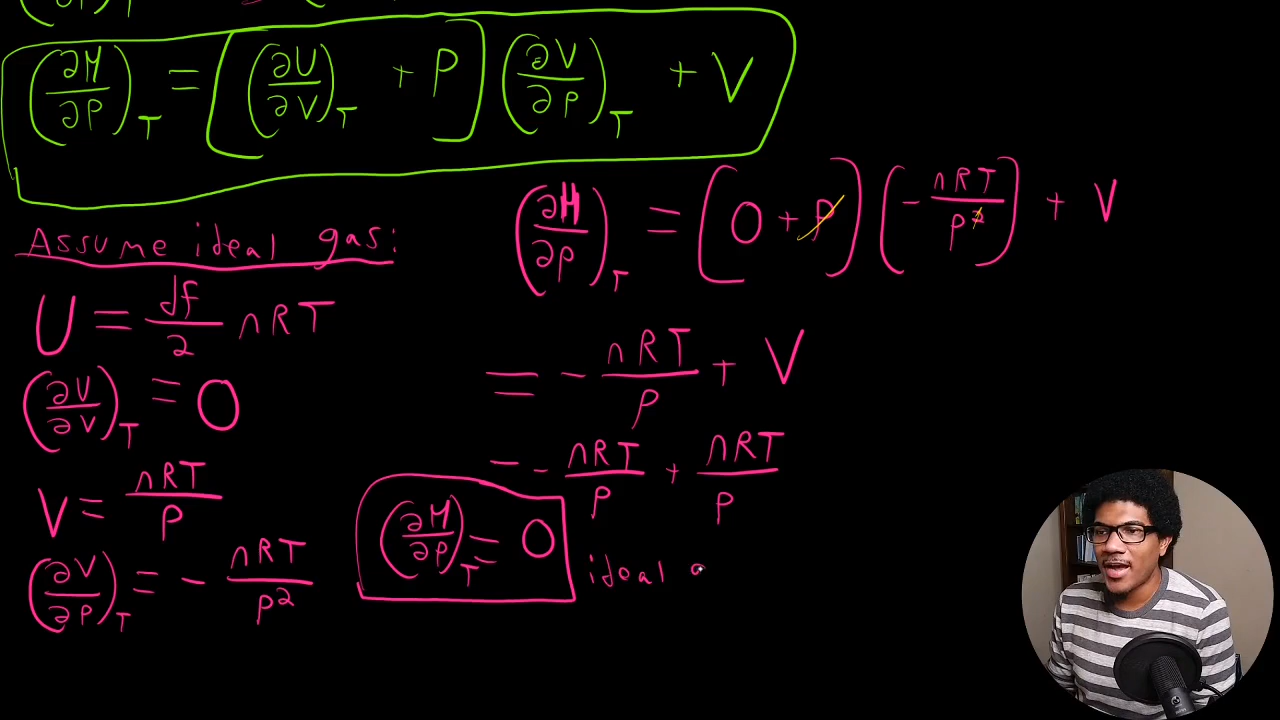 (∂H/∂P)_T = [(∂U/∂V)_T + P] (∂V/∂P)_T + V
Assume ideal gas:
U = df/2 nRT
(∂U/∂V)_T = 0
V = nRT/P
(∂V/∂P)_T = - nRT/P²
(∂H/∂P)_T = (0 + P)(- nRT/P²) + V
= - nRT/P + V
= - nRT/P + nRT/P
(∂H/∂P)_T = 0
ideal